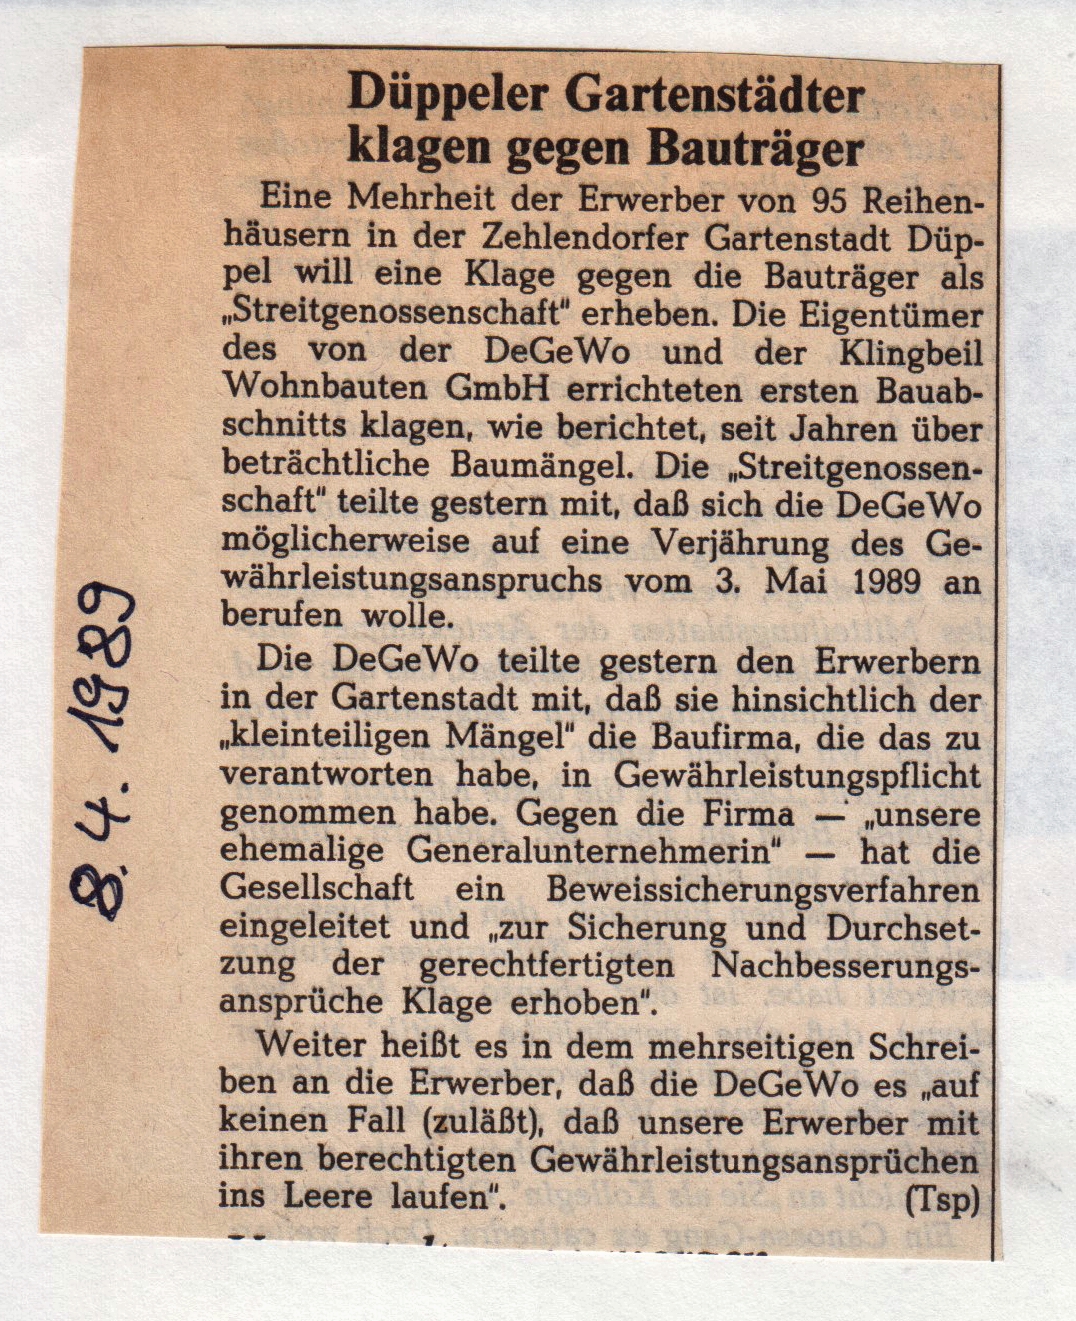 Düppeler Gartenstädter
klagen gegen Bauträger
Eine Mehrheit der Erwerber von 95 Reihen-
häusern in der Zehlendorfer Gartenstadt Düp-
pel will eine Klage gegen die Bauträger als
„Streitgenossenschaft" erheben. Die Eigentümer
des von der DeGeWo und der Klingbeil
Wohnbauten GmbH errichteten ersten Bauab-
schnitts klagen, wie berichtet, seit Jahren über
beträchtliche Baumängel. Die „Streitgenossen-
schaft" teilte gestern mit, daß sich die DeGeWo
möglicherweise auf eine Verjährung des Ge-
währleistungsanspruchs vom 3. Mai 1989 an
berufen wolle.
Die DeGeWo teilte gestern den Erwerbern
in der Gartenstadt mit, daß sie hinsichtlich der
„kleinteiligen Mängel" die Baufirma, die das zu
verantworten habe, in Gewährleistungspflicht
genommen habe. Gegen die Firma — „unsere
ehemalige Generalunternehmerin" — hat die
Gesellschaft ein Beweissicherungsverfahren
eingeleitet und „zur Sicherung und Durchset-
zung der gerechtfertigten Nachbesserungs-
ansprüche Klage erhoben".
Weiter heißt es in dem mehrseitigen Schrei-
ben an die Erwerber, daß die DeGeWo es „auf
keinen Fall (zuläßt), daß unsere Erwerber mit
ihren berechtigten Gewährleistungsansprüchen
ins Leere laufen". (Tsp)
8.4.1989